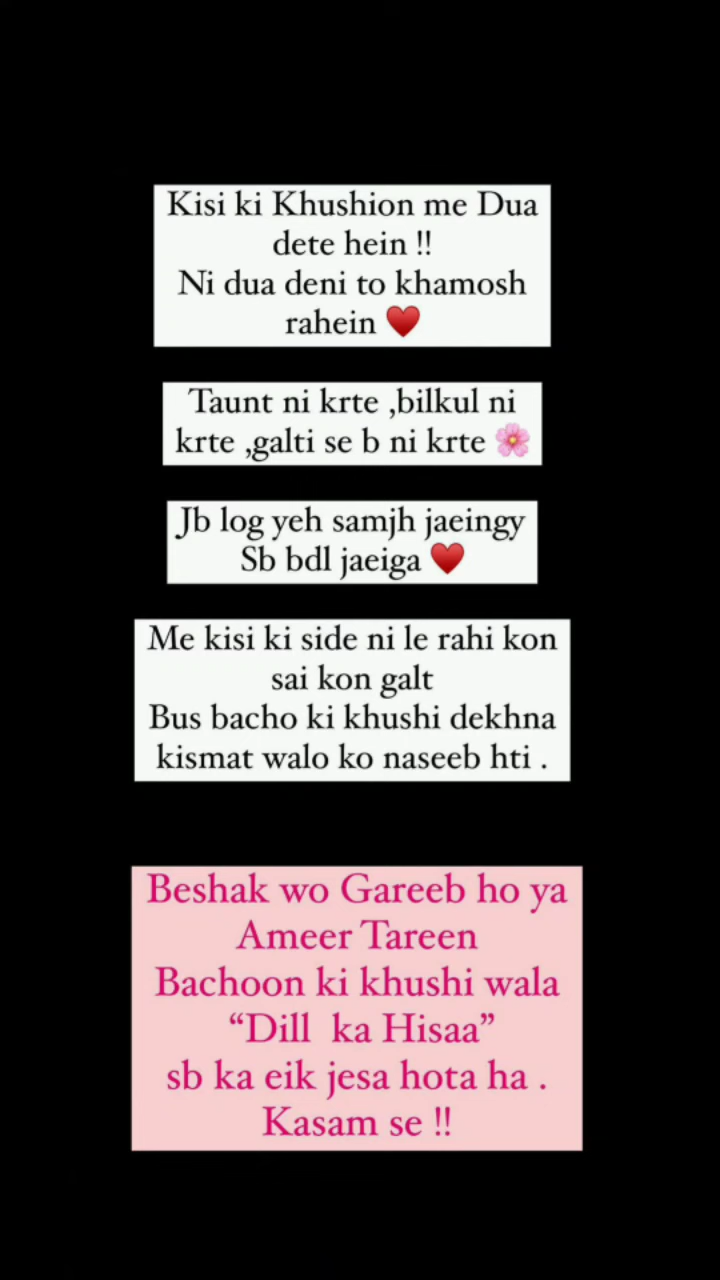 Kisi ki Khushion me Dua
dete hein !!
Ni dua deni to khamosh
rahein ♥️
Taunt ni krte ,bilkul ni
krte ,galti se b ni krte 🌸
Jb log yeh samjh jaeingy
Sb bdl jaeiga ♥️
Me kisi ki side ni le rahi kon
sai kon galt
Bus bacho ki khushi dekhna
kismat walo ko naseeb hti .
Beshak wo Gareeb ho ya
Ameer Tareen
Bachoon ki khushi wala
“Dill  ka Hisaa”
sb ka eik jesa hota ha .
Kasam se !!